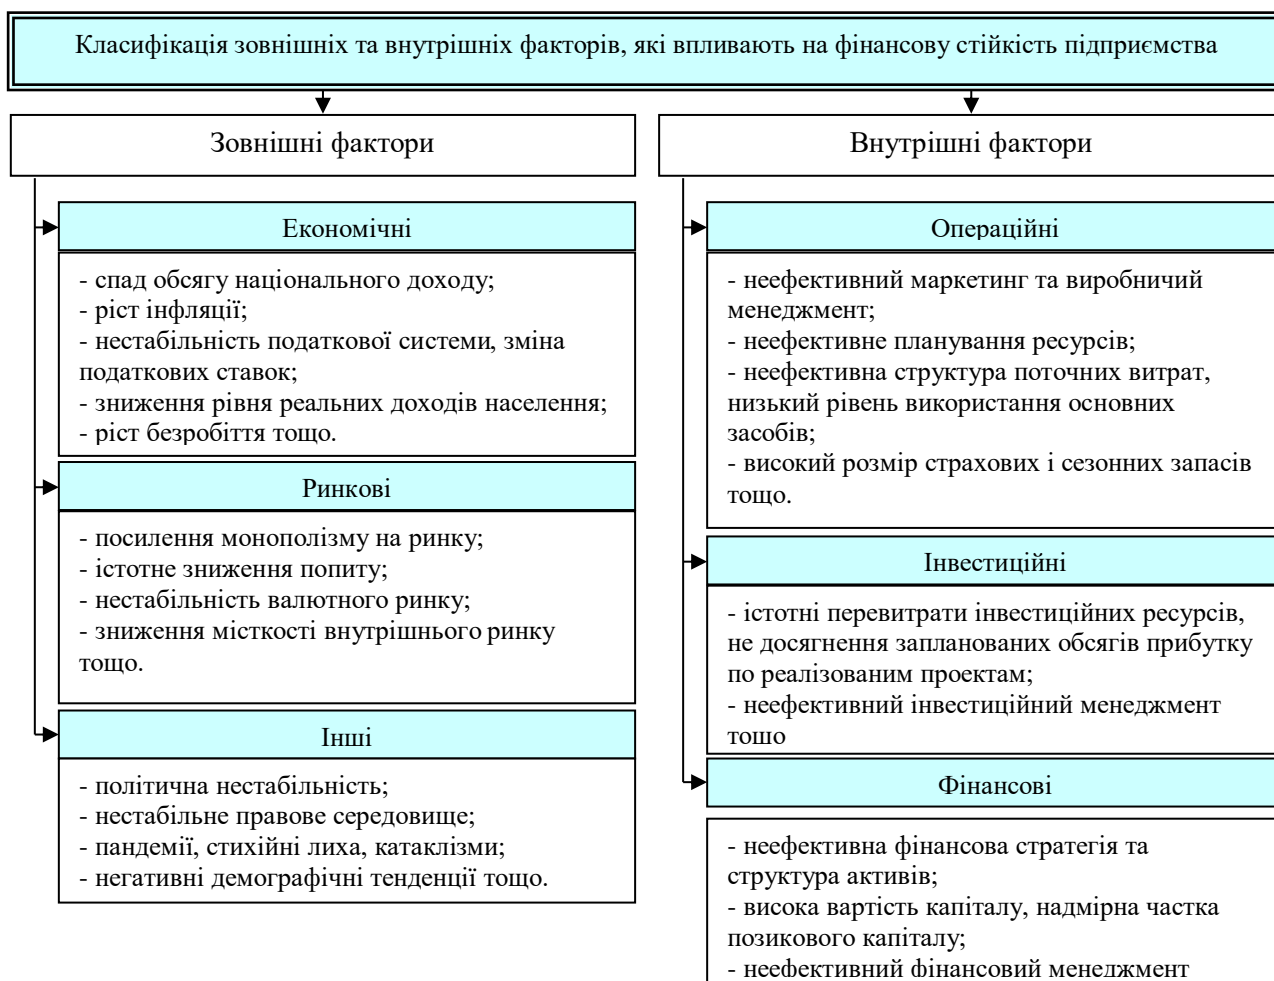 Класифікація зовнішніх та внутрішніх факторів, які впливають на фінансову стійкість підприємства
Зовнішні фактори
Економічні
- спад обсягу національного доходу;
- ріст інфляції;
- нестабільність податкової системи, зміна
податкових ставок;
- зниження рівня реальних доходів населення;
- ріст безробіття тощо.
Ринкові
- посилення монополізму на ринку;
- істотне зниження попиту;
- нестабільність валютного ринку;
- зниження місткості внутрішнього ринку
тощо.
Інші
- політична нестабільність;
- нестабільне правове середовище;
- пандемії, стихійні лиха, катаклізми;
- негативні демографічні тенденції тощо.
Внутрішні фактори
Операційні
- неефективний маркетинг та виробничий
менеджмент;
- неефективне планування ресурсів;
- неефективна структура поточних витрат,
низький рівень використання основних
засобів;
- високий розмір страхових і сезонних запасів
тощо.
Інвестиційні
- істотні перевитрати інвестиційних ресурсів,
не досягнення запланованих обсягів прибутку
по реалізованим проектам;
- неефективний інвестиційний менеджмент
тощо
Фінансові
- неефективна фінансова стратегія та
структура активів;
- висока вартість капіталу, надмірна частка
позикового капіталу;
- неефективний фінансовий менеджмент